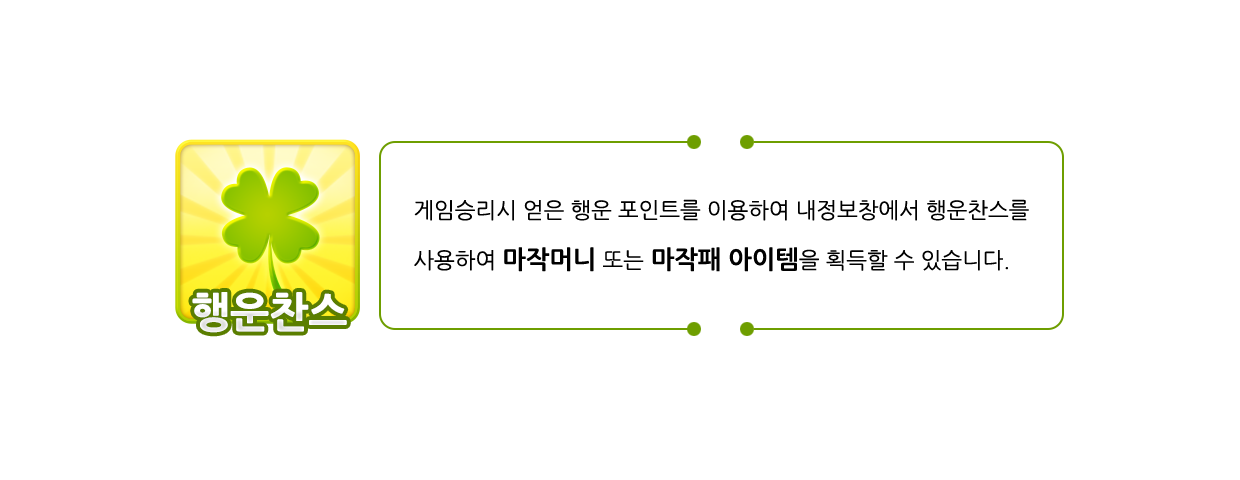 행운찬스
게임승리시 얻은 행운 포인트를 이용하여 내정보창에서 행운찬스를
사용하여 마작머니 또는 마작패 아이템을 획득할 수 있습니다.